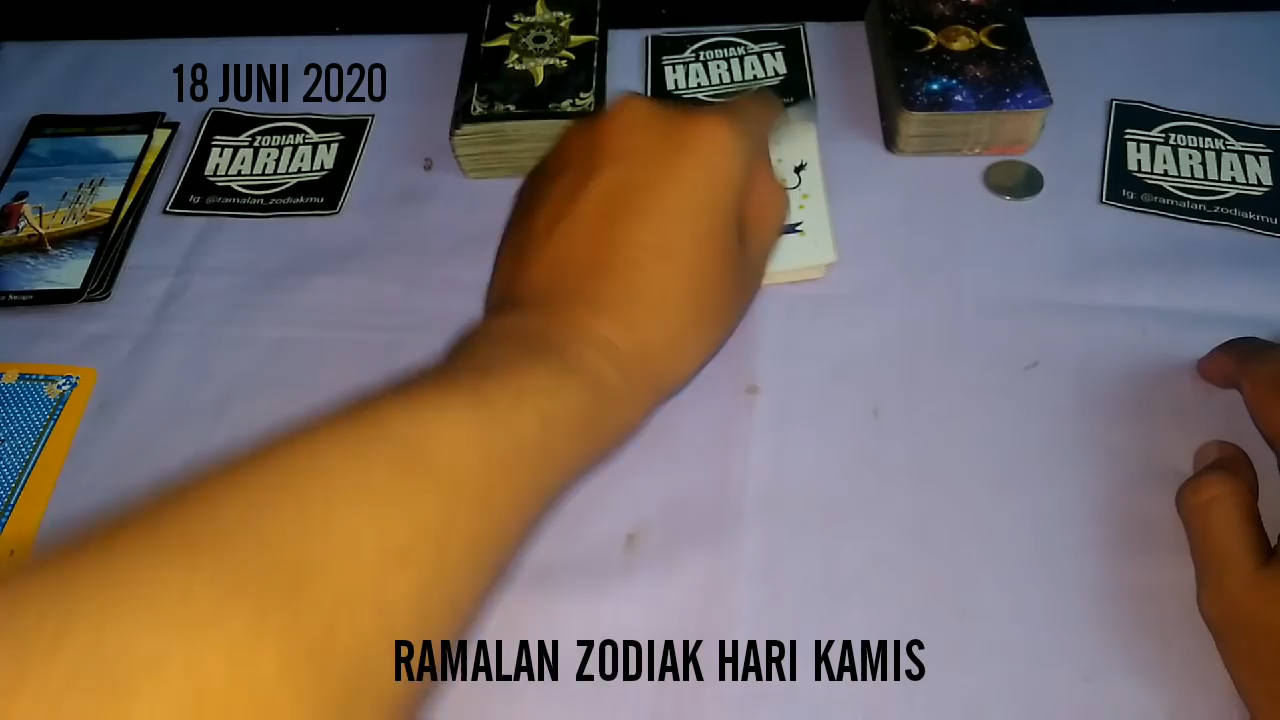 18 JUNI 2020
ZODIAK
HARIAN
Ig: @ramalan_zodiakmu
ZODIAK
HARIAN
ZODIAK
HARIAN
Ig: @ramalan_zodiakmu
RAMALAN ZODIAK HARI KAMIS